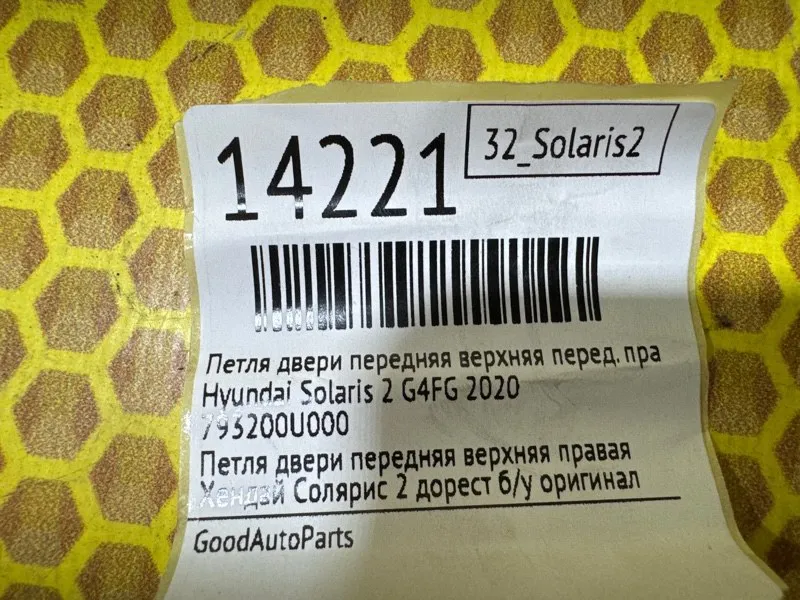 14221
32_Solaris2
Петля двери передняя верхняя перед. пра
Hyundai Solaris 2 G4FG 2020
793200U000
Петля двери передняя верхняя правая
Хендэй Солярис 2 дорест б/у оригинал
GoodAutoParts